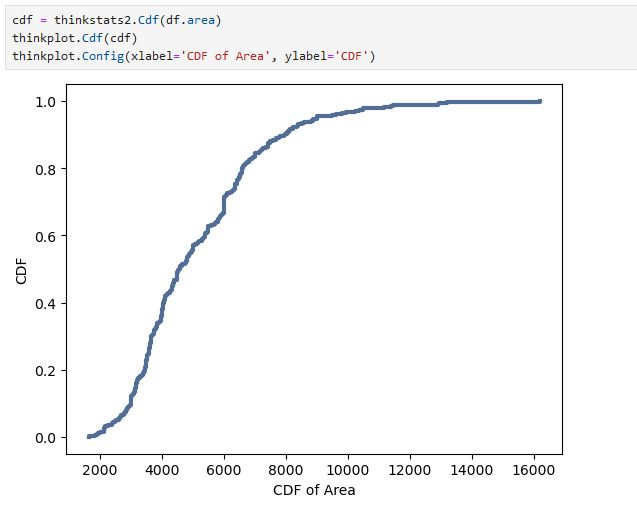 cdf = thinkstats2.Cdf(df.area)
thinkplot.Cdf(cdf)
thinkplot.Config(xlabel='CDF of Area', ylabel='CDF')
1.0
0.8
0.6
0.4
0.2
0.0
CDF
2000 4000 6000 8000 10000 12000 14000 16000
CDF of Area